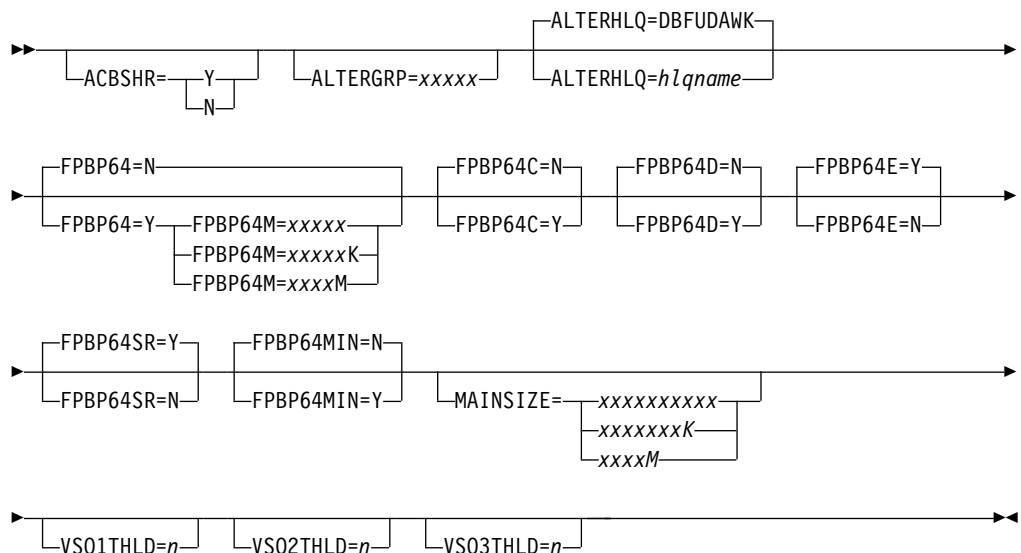 ALTERHLQ=DBFUDAWK
ACBSHR= Y ALTERGRP=xxxxx ALTERHLQ=hlqname
N
FPBP64=N FPBP64C=N FPBP64D=N FPBP64E=Y
FPBP64=Y FPBP64M=xxxxx FPBP64C=Y FPBP64D=Y FPBP64E=N
FPBP64M=xxxxxK
FPBP64M=xxxxM
FPBP64SR=Y FPBP64MIN=N
FPBP64SR=N FPBP64MIN=Y MAINSIZE= xxxxxxxxxx
xxxxxxxK
xxxxM
VSO1THLD=n VSO2THLD=n VSO3THLD=n